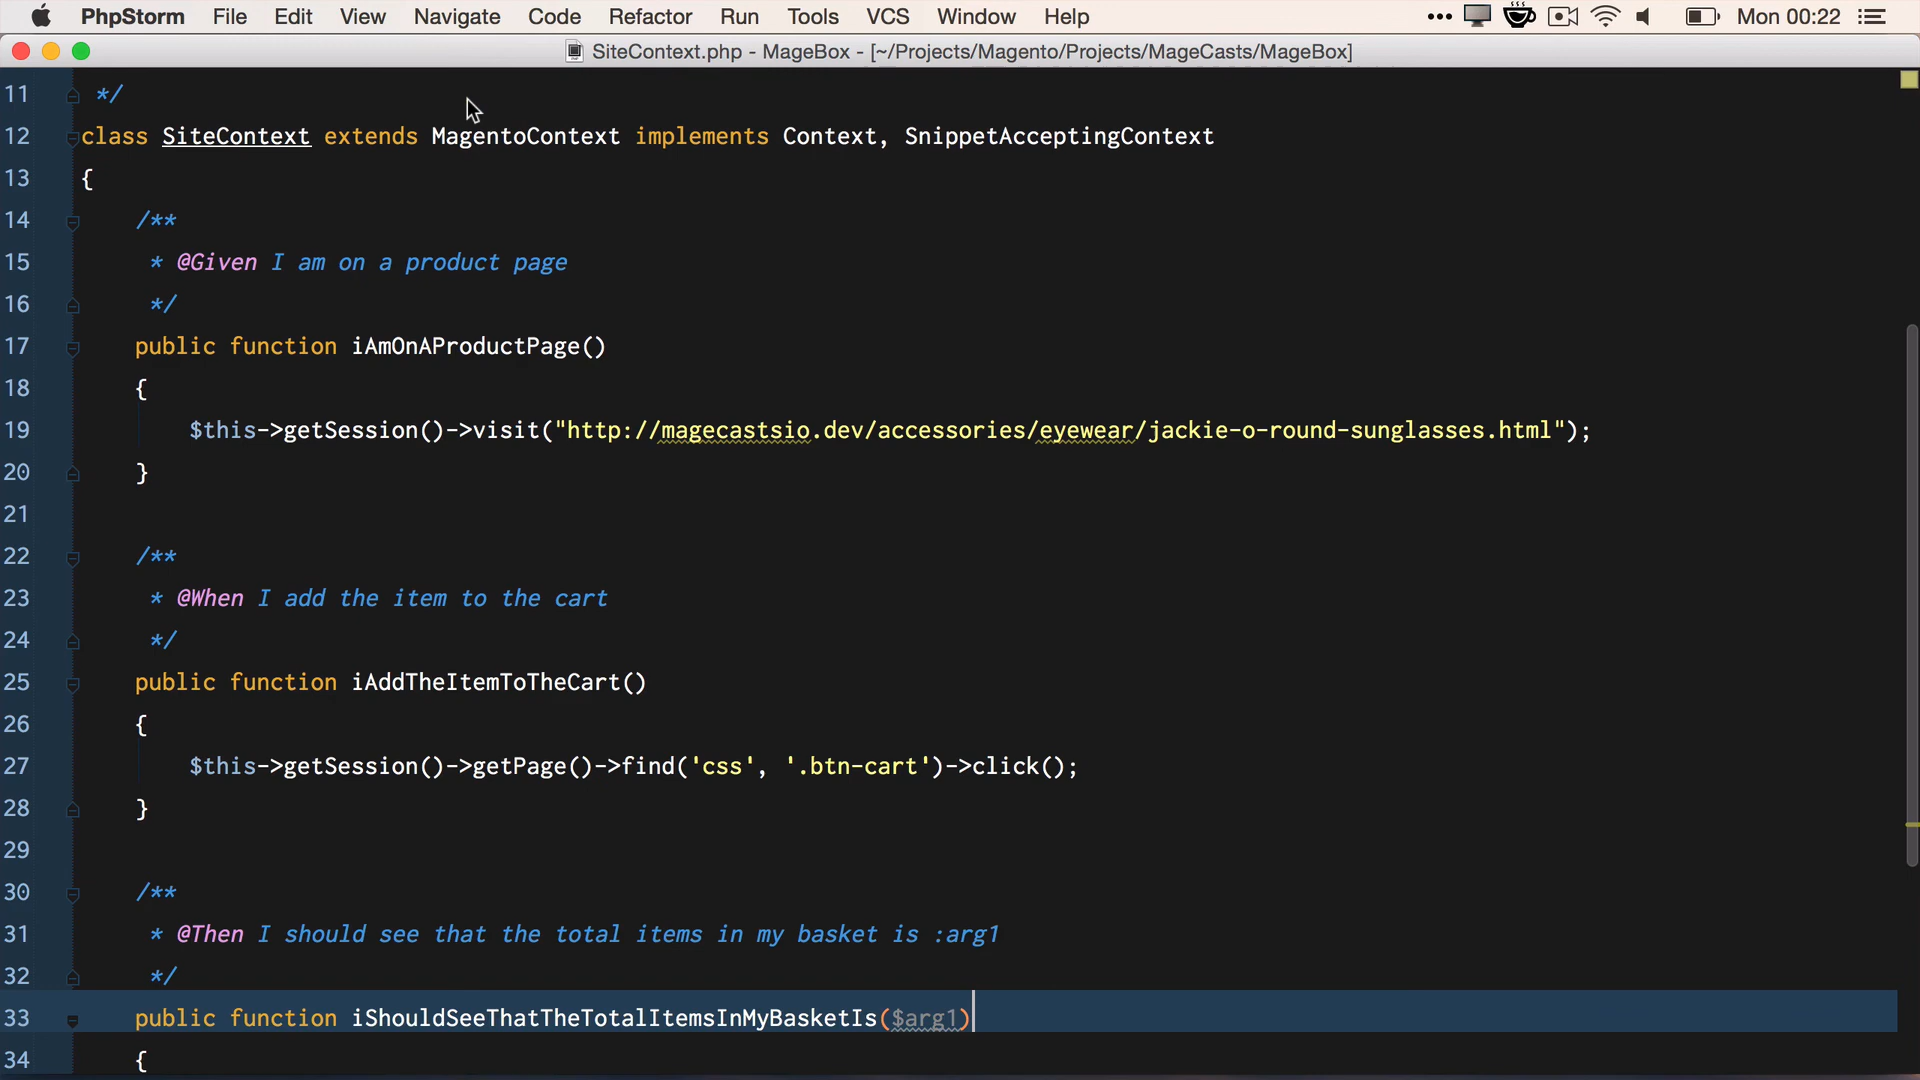 PhpStorm File Edit View Navigate Code Refactor Run Tools VCS Window Help Mon 00:22
SiteContext.php - MageBox - [~/Projects/Magento/Projects/MageCasts/MageBox]
11 */
12 class SiteContext extends MagentoContext implements Context, SnippetAcceptingContext
13 {
14 /**
15 * @Given I am on a product page
16 */
17 public function iAmOnAProductPage()
18 {
19 $this->getSession()->visit("http://magecastsio.dev/accessories/eyewear/jackie-o-round-sunglasses.html");
20 }
21
22 /**
23 * @When I add the item to the cart
24 */
25 public function iAddTheItemToTheCart()
26 {
27 $this->getSession()->getPage()->find('css', '.btn-cart')->click();
28 }
29
30 /**
31 * @Then I should see that the total items in my basket is :arg1
32 */
33 public function iShouldSeeThatTheTotalItemsInMyBasketIs($arg1)
34 {